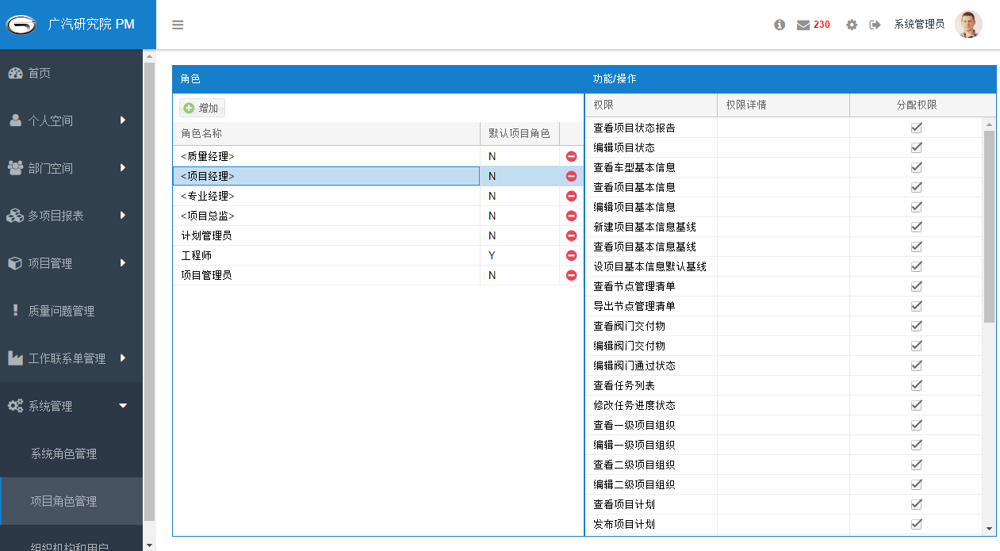 广汽研究院 PM
230
系统管理员
首页
个人空间
部门空间
多项目报表
项目管理
质量问题管理
工作联系单管理
系统管理
系统角色管理
项目角色管理
组织机构和用户
角色
增加
角色名称 默认项目角色
<质量经理> N
<项目经理> N
<专业经理> N
<项目总监> N
计划管理员 N
工程师 Y
项目管理员 N
功能/操作
权限 权限详情 分配权限
查看项目状态报告
编辑项目状态
查看车型基本信息
查看项目基本信息
编辑项目基本信息
新建项目基本信息基线
查看项目基本信息基线
设项目基本信息默认基线
查看节点管理清单
导出节点管理清单
查看阀门交付物
编辑阀门交付物
编辑阀门通过状态
查看任务列表
修改任务进度状态
查看一级项目组织
编辑一级项目组织
查看二级项目组织
编辑二级项目组织
查看项目计划
发布项目计划